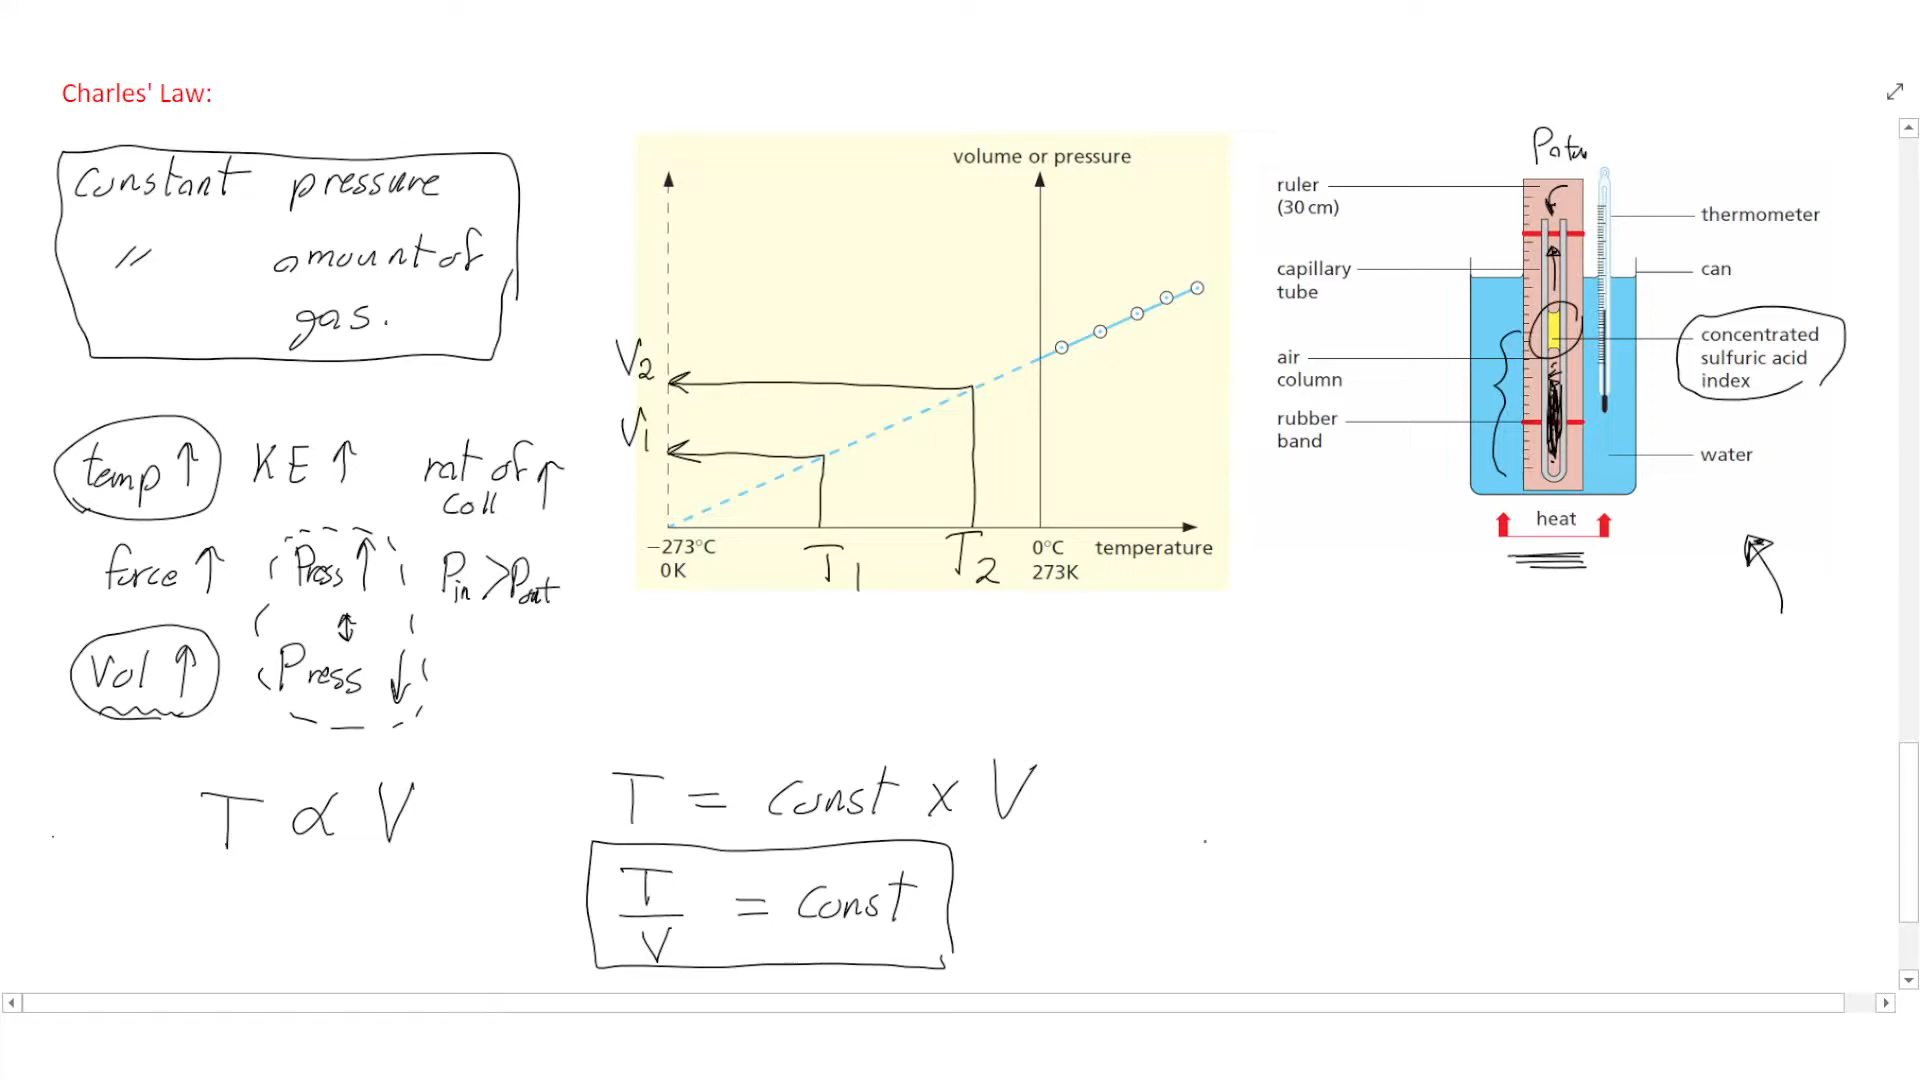 Charles' Law:
constant pressure
〃 amount of
gas.
temp ↑ KE ↑ rat of ↑
coll
force ↑ Press ↑ Pin > Pout
↕
Vol ↑ Press ↓
T ∝ V
T = const x V
T/V = const
volume or pressure
V2
V1
−273°C
0 K
T1
T2
0°C
273K
temperature
Patm
ruler
(30 cm)
thermometer
capillary
tube
can
concentrated
sulfuric acid
index
air
column
rubber
band
water
heat